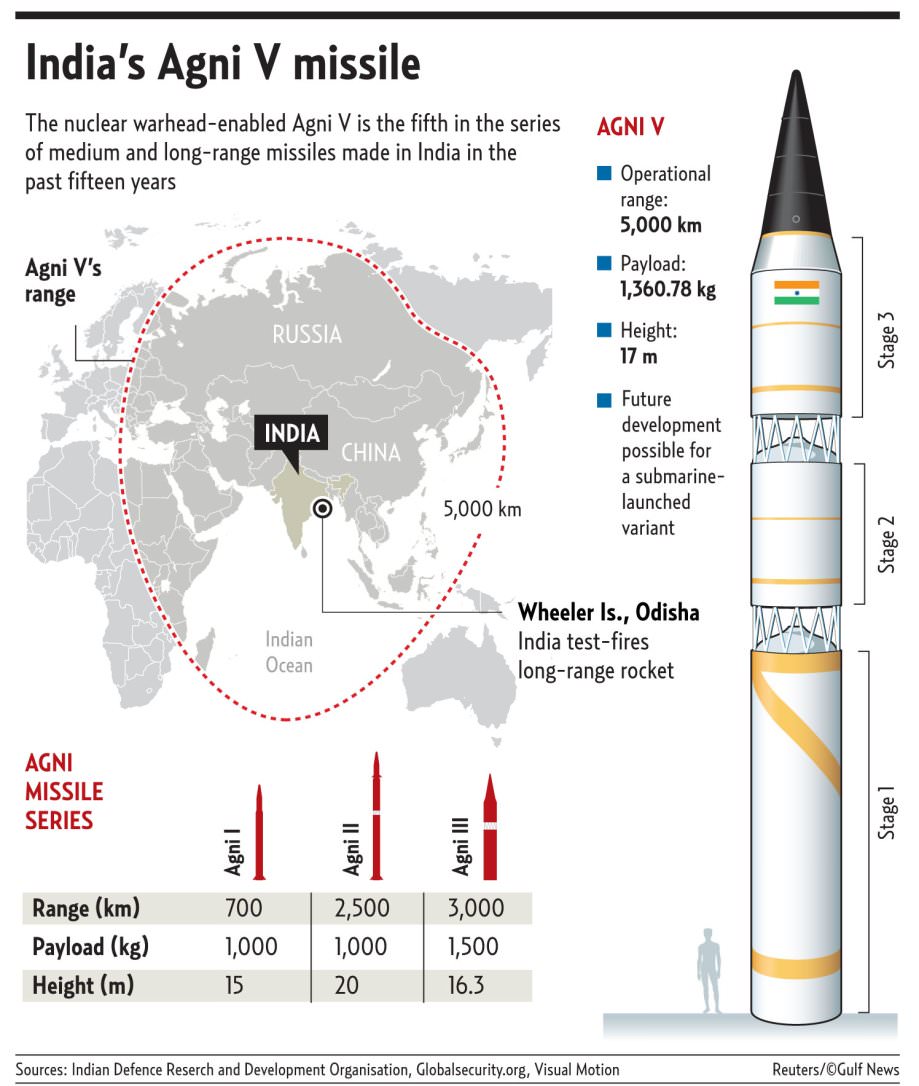 India's Agni V missile
The nuclear warhead-enabled Agni V is the fifth in the series
of medium and long-range missiles made in India in the
past fifteen years
Agni V's
range
RUSSIA
INDIA
CHINA
5,000 km
Indian
Ocean
Wheeler Is., Odisha
India test-fires
long-range rocket
AGNI V
Operational
range:
5,000 km
Payload:
1,360.78 kg
Height:
17 m
Future
development
possible for
a submarine-
launched
variant
Stage 3
Stage 2
Stage 1
AGNI
MISSILE
SERIES
Agni I
Agni II
Agni III
Range (km) 700 2,500 3,000
Payload (kg) 1,000 1,000 1,500
Height (m) 15 20 16.3
Sources: Indian Defence Reserch and Development Organisation, Globalsecurity.org, Visual Motion
Reuters/©Gulf News